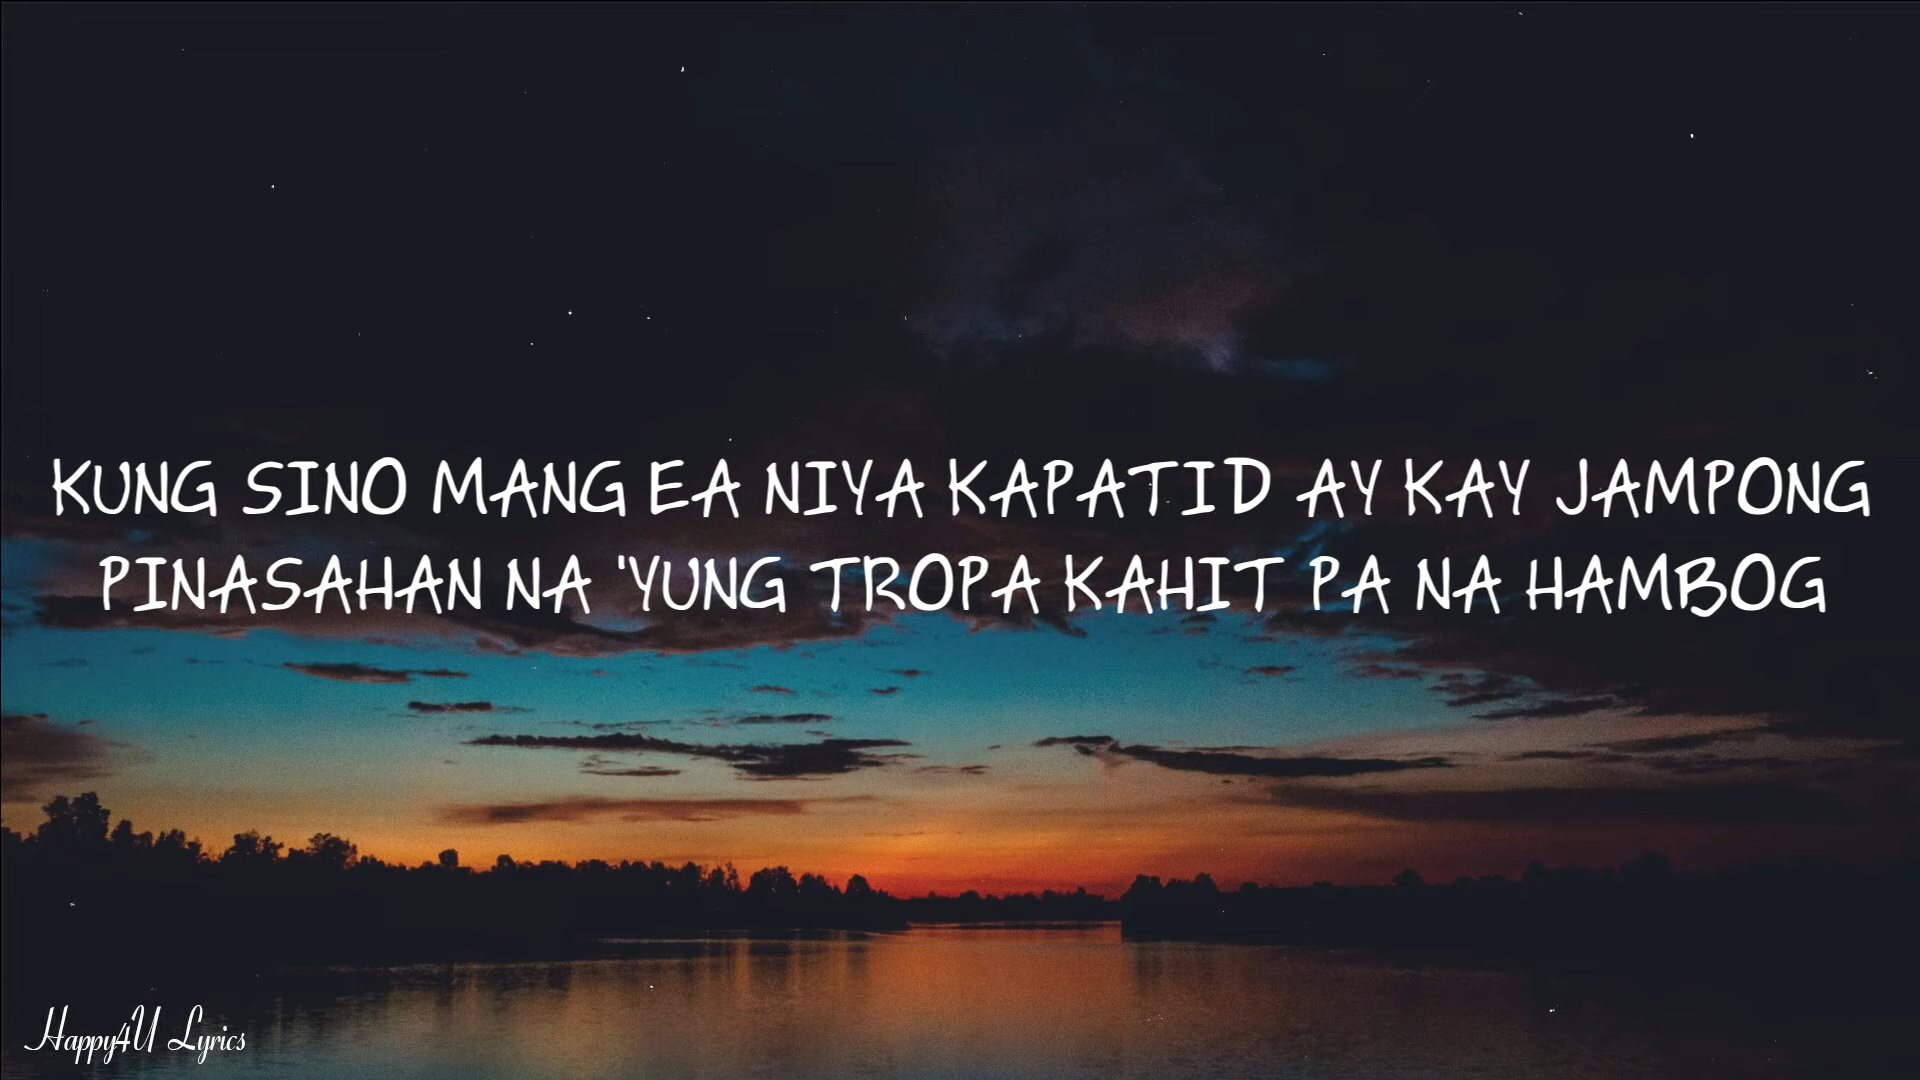 KUNG SINO MANG EA NIYA KAPATID AY KAY JAMPONG
PINASAHAN NA 'YUNG TROPA KAHIT PA NA HAMBOG
Happy4U Lyrics